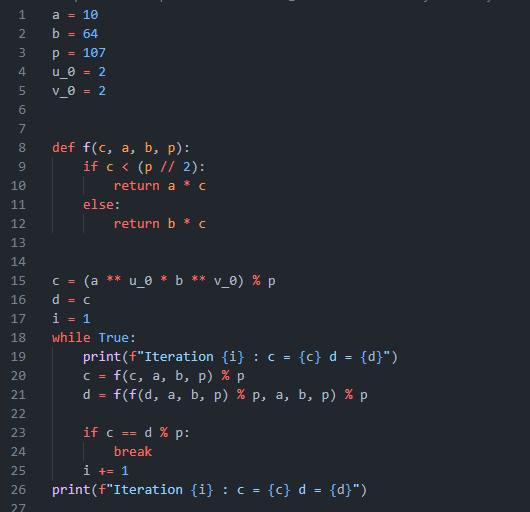 1 a = 10
2 b = 64
3 p = 107
4 u_0 = 2
5 v_0 = 2
6
7
8 def f(c, a, b, p):
9     if c < (p // 2):
10         return a * c
11     else:
12         return b * c
13
14
15 c = (a ** u_0 * b ** v_0) % p
16 d = c
17 i = 1
18 while True:
19     print(f"Iteration {i} : c = {c} d = {d}")
20     c = f(c, a, b, p) % p
21     d = f(f(d, a, b, p) % p, a, b, p) % p
22
23     if c == d % p:
24         break
25     i += 1
26 print(f"Iteration {i} : c = {c} d = {d}")
27